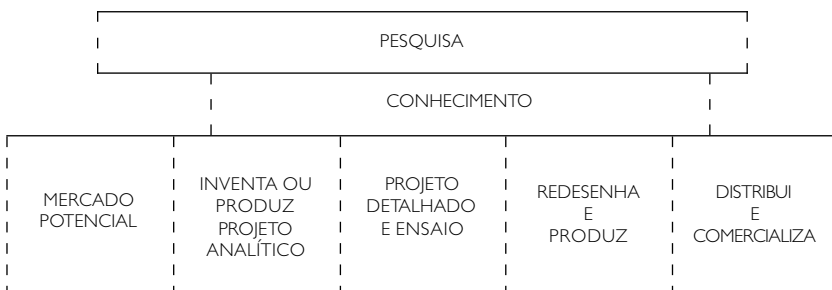 PESQUISA
CONHECIMENTO
MERCADO
POTENCIAL
INVENTA OU
PRODUZ
PROJETO
ANALÍTICO
PROJETO
DETALHADO
E ENSAIO
REDESENHA
E
PRODUZ
DISTRIBUI
E
COMERCIALIZA